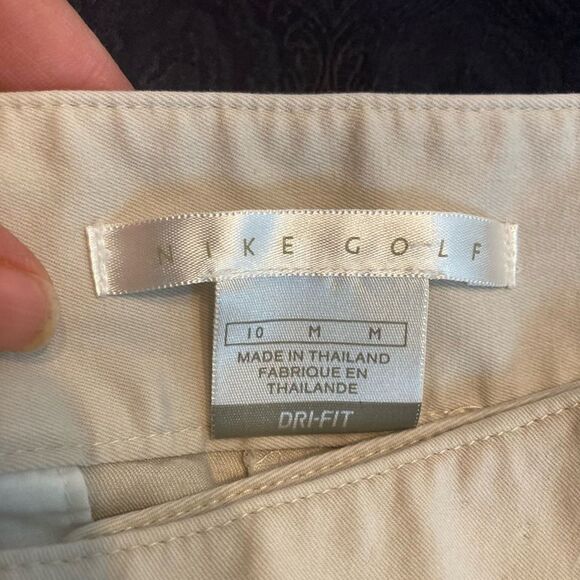 NIKE GOLF
10 M M
MADE IN THAILAND
FABRIQUE EN
THAILANDE
DRI-FIT